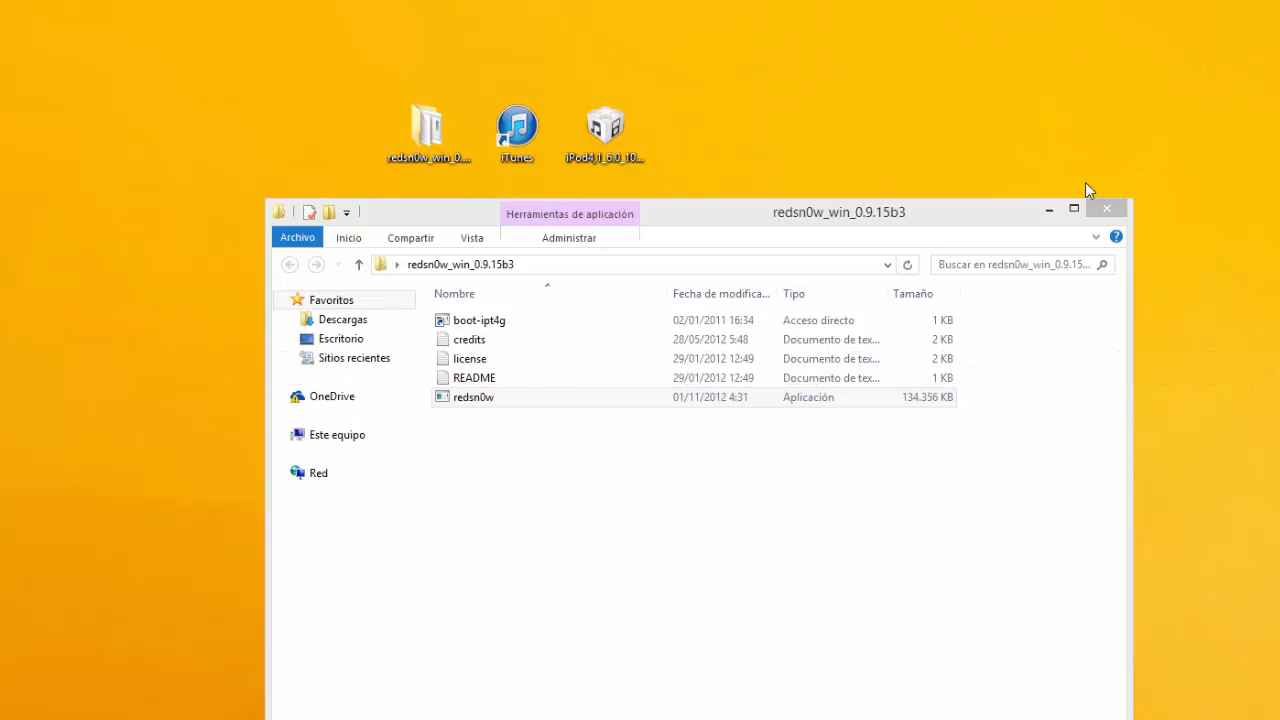 redsn0w_win_0.... iTunes iPod4,1_6.0_10...
redsn0w_win_0.9.15b3
Herramientas de aplicación
Archivo Inicio Compartir Vista Administrar
redsn0w_win_0.9.15b3 Buscar en redsn0w_win_0.9.15...
Nombre Fecha de modifica... Tipo Tamaño
Favoritos
Descargas
Escritorio
Sitios recientes
OneDrive
Este equipo
Red
boot-ipt4g 02/01/2011 16:34 Acceso directo 1 KB
credits 28/05/2012 5:48 Documento de tex... 2 KB
license 29/01/2012 12:49 Documento de tex... 2 KB
README 29/01/2012 12:49 Documento de tex... 1 KB
redsn0w 01/11/2012 4:31 Aplicación 134.356 KB